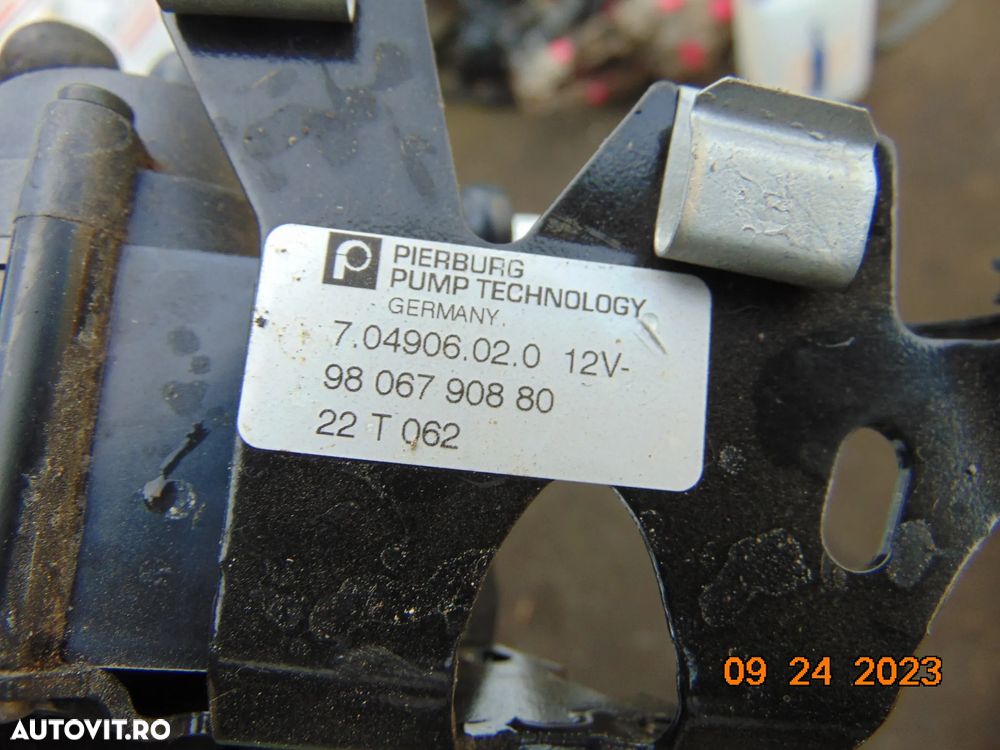 PIERBURG
PUMP TECHNOLOGY
GERMANY
7.04906.02.0 12V-
98 067 908 80
22 T 062
09 24 2023
AUTOVIT.RO